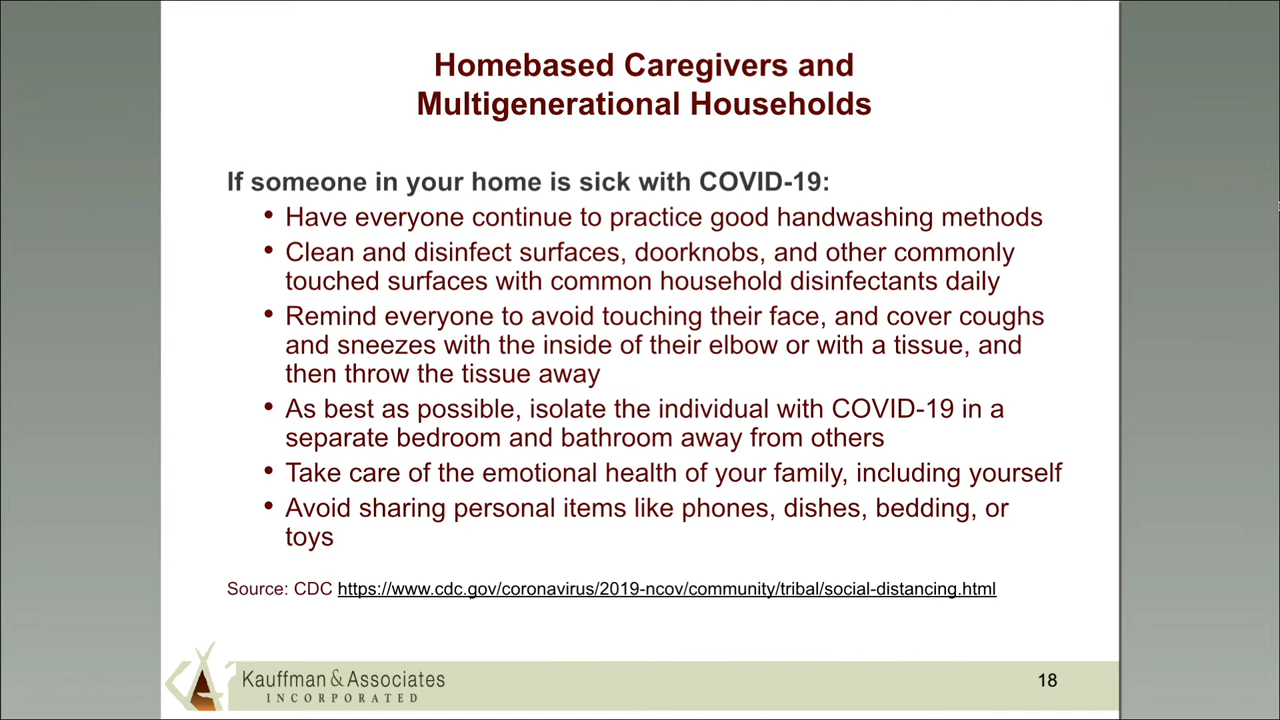 Homebased Caregivers and
Multigenerational Households
If someone in your home is sick with COVID-19:
• Have everyone continue to practice good handwashing methods
• Clean and disinfect surfaces, doorknobs, and other commonly
touched surfaces with common household disinfectants daily
• Remind everyone to avoid touching their face, and cover coughs
and sneezes with the inside of their elbow or with a tissue, and
then throw the tissue away
• As best as possible, isolate the individual with COVID-19 in a
separate bedroom and bathroom away from others
• Take care of the emotional health of your family, including yourself
• Avoid sharing personal items like phones, dishes, bedding, or
toys
Source: CDC https://www.cdc.gov/coronavirus/2019-ncov/community/tribal/social-distancing.html
Kauffman & Associates
INCORPORATED
18